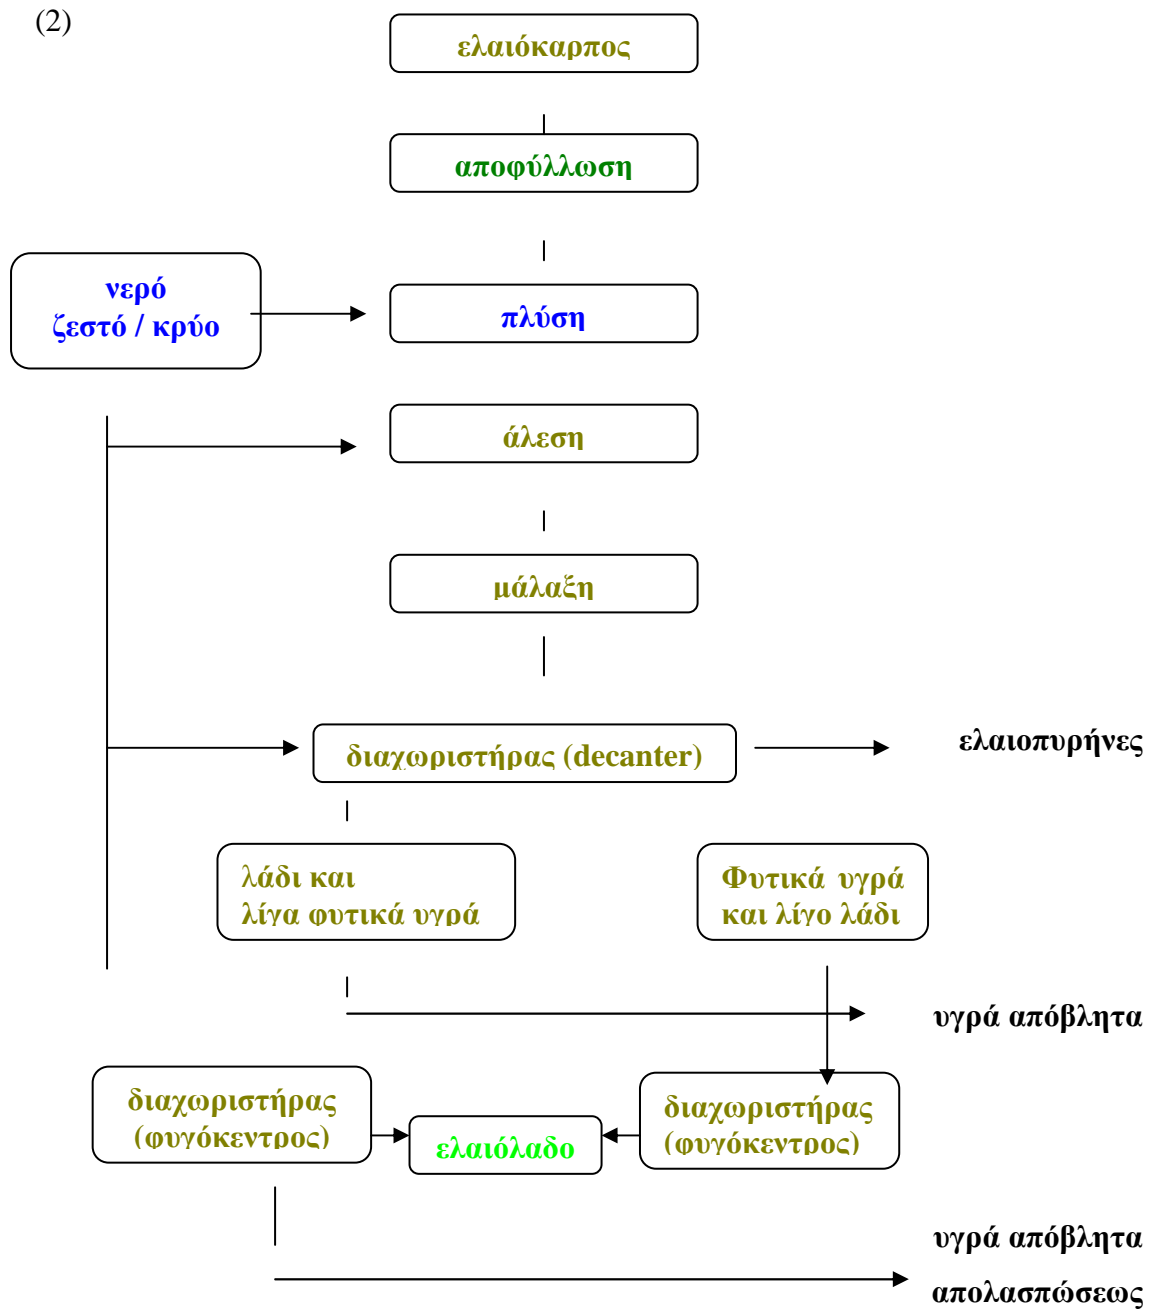 (2)
ελαιόκαρπος
αποφύλλωση
νερό
ζεστό / κρύο
πλύση
άλεση
μάλαξη
διαχωριστήρας (decanter)
ελαιοπυρήνες
λάδι και
λίγα φυτικά υγρά
Φυτικά υγρά
και λίγο λάδι
υγρά απόβλητα
διαχωριστήρας
(φυγόκεντρος)
ελαιόλαδο
διαχωριστήρας
(φυγόκεντρος)
υγρά απόβλητα
απολασπώσεως